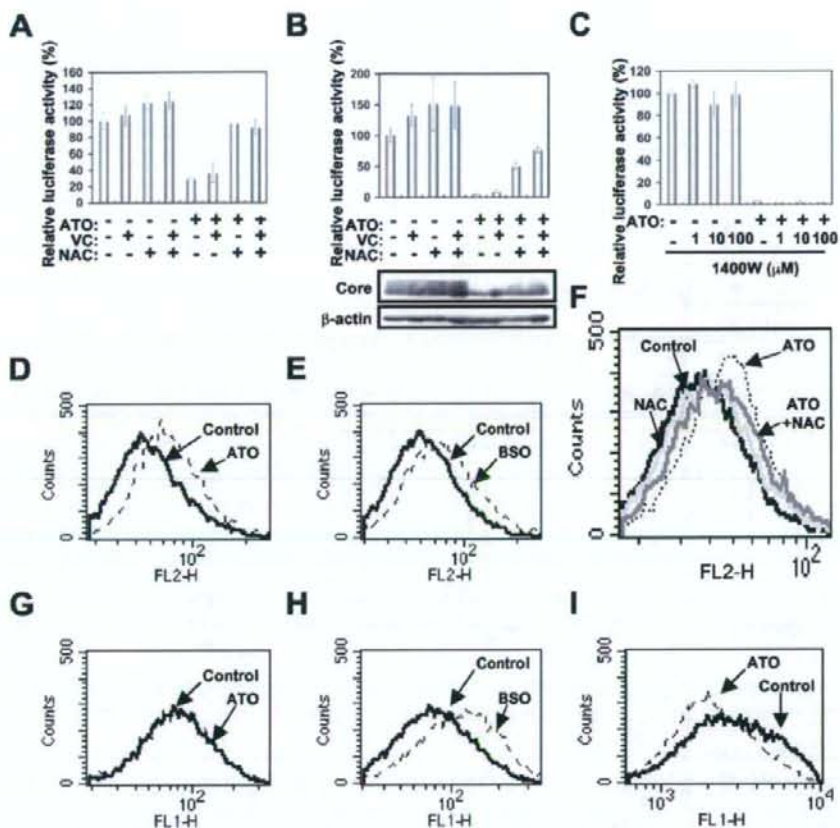 A
Relative luciferase activity (%)
160
140
120
100
80
60
40
20
0
ATO: - - - - + + + +
VC: - + - + - + - +
NAC: - - + + - - + +
B
Relative luciferase activity (%)
200
150
100
50
0
ATO: - - - - + + + +
VC: - + - + - + - +
NAC: - - + + - - + +
Core
β-actin
C
Relative luciferase activity (%)
120
100
80
60
40
20
0
ATO: - - - - + + + +
- 1 10 100 - 1 10 100
1400W (μM)
D
500
Counts
0
Control
ATO
10²
FL2-H
E
500
Counts
0
Control
BSO
10²
FL2-H
F
500
Counts
0
Control
NAC
ATO
ATO
+NAC
10²
FL2-H
G
500
Counts
0
Control
ATO
10²
FL1-H
H
500
Counts
0
Control
BSO
10²
FL1-H
I
500
Counts
0
ATO
Control
10³
10⁴
FL1-H